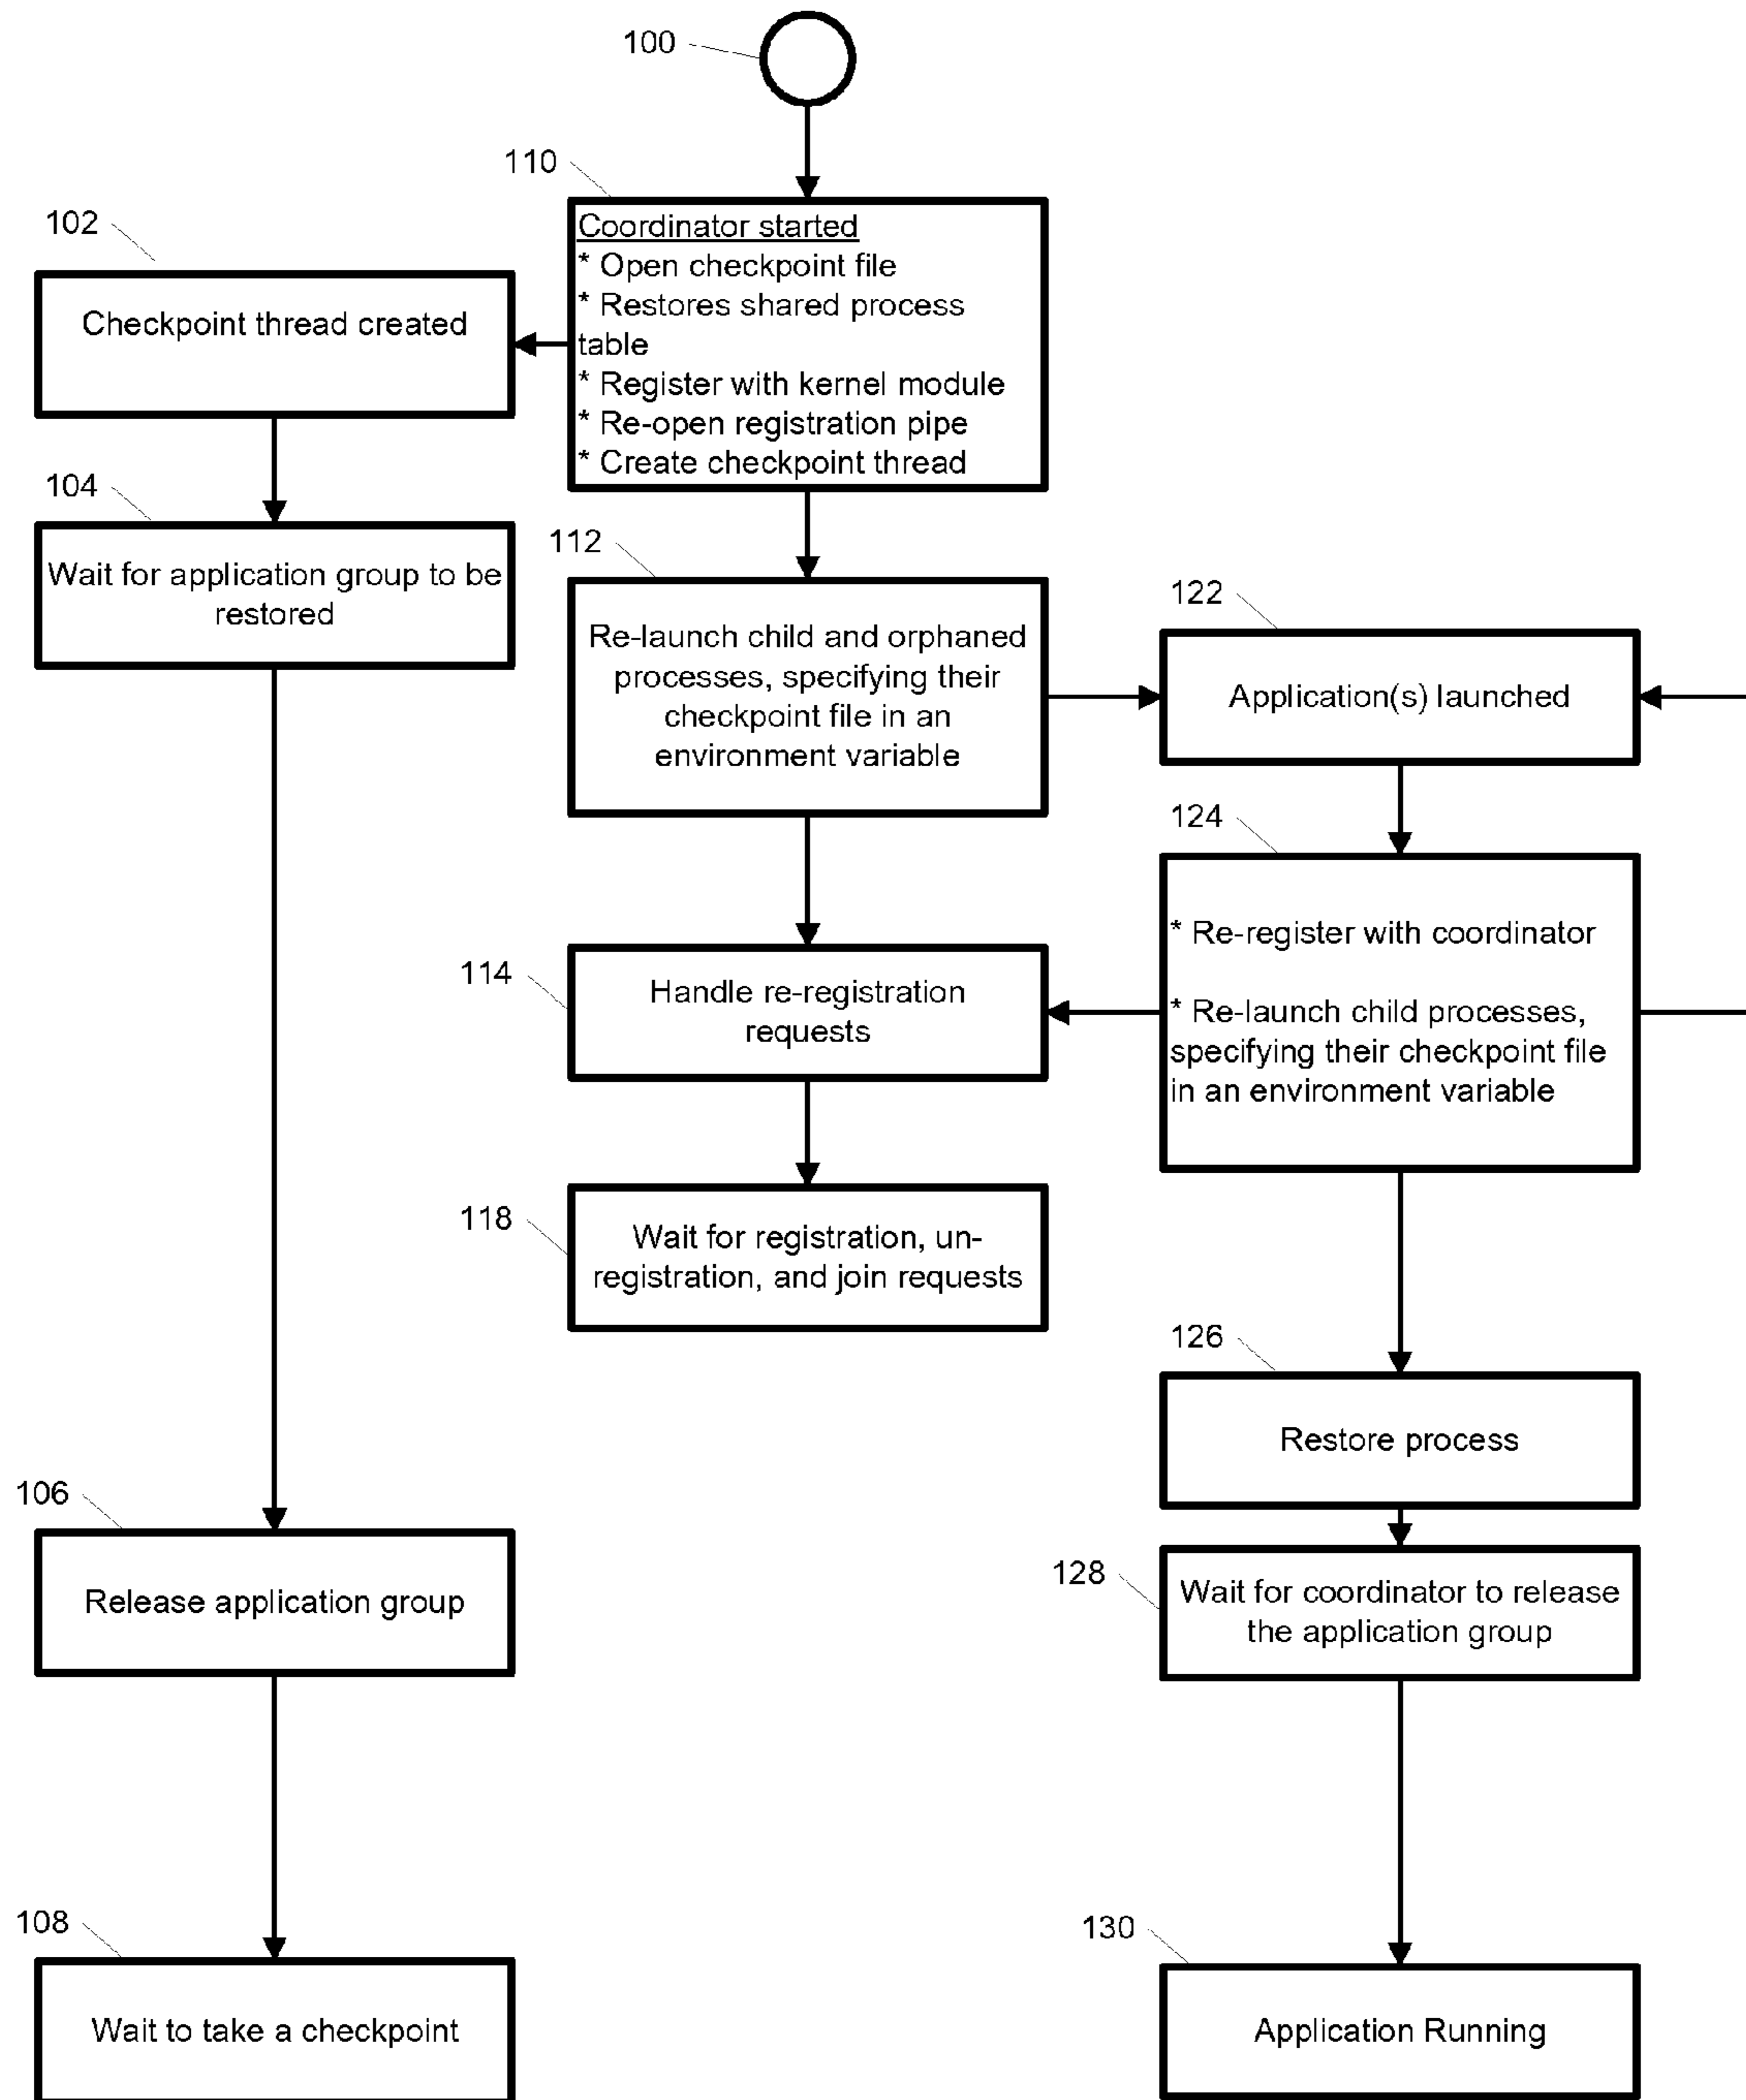 100
110
Coordinator started
* Open checkpoint file
* Restores shared process
table
* Register with kernel module
* Re-open registration pipe
* Create checkpoint thread
102
Checkpoint thread created
104
Wait for application group to be
restored
112
Re-launch child and orphaned
processes, specifying their
checkpoint file in an
environment variable
122
Application(s) launched
124
* Re-register with coordinator
* Re-launch child processes,
specifying their checkpoint file
in an environment variable
114
Handle re-registration
requests
118
Wait for registration, un-
registration, and join requests
126
Restore process
106
Release application group
128
Wait for coordinator to release
the application group
108
Wait to take a checkpoint
130
Application Running